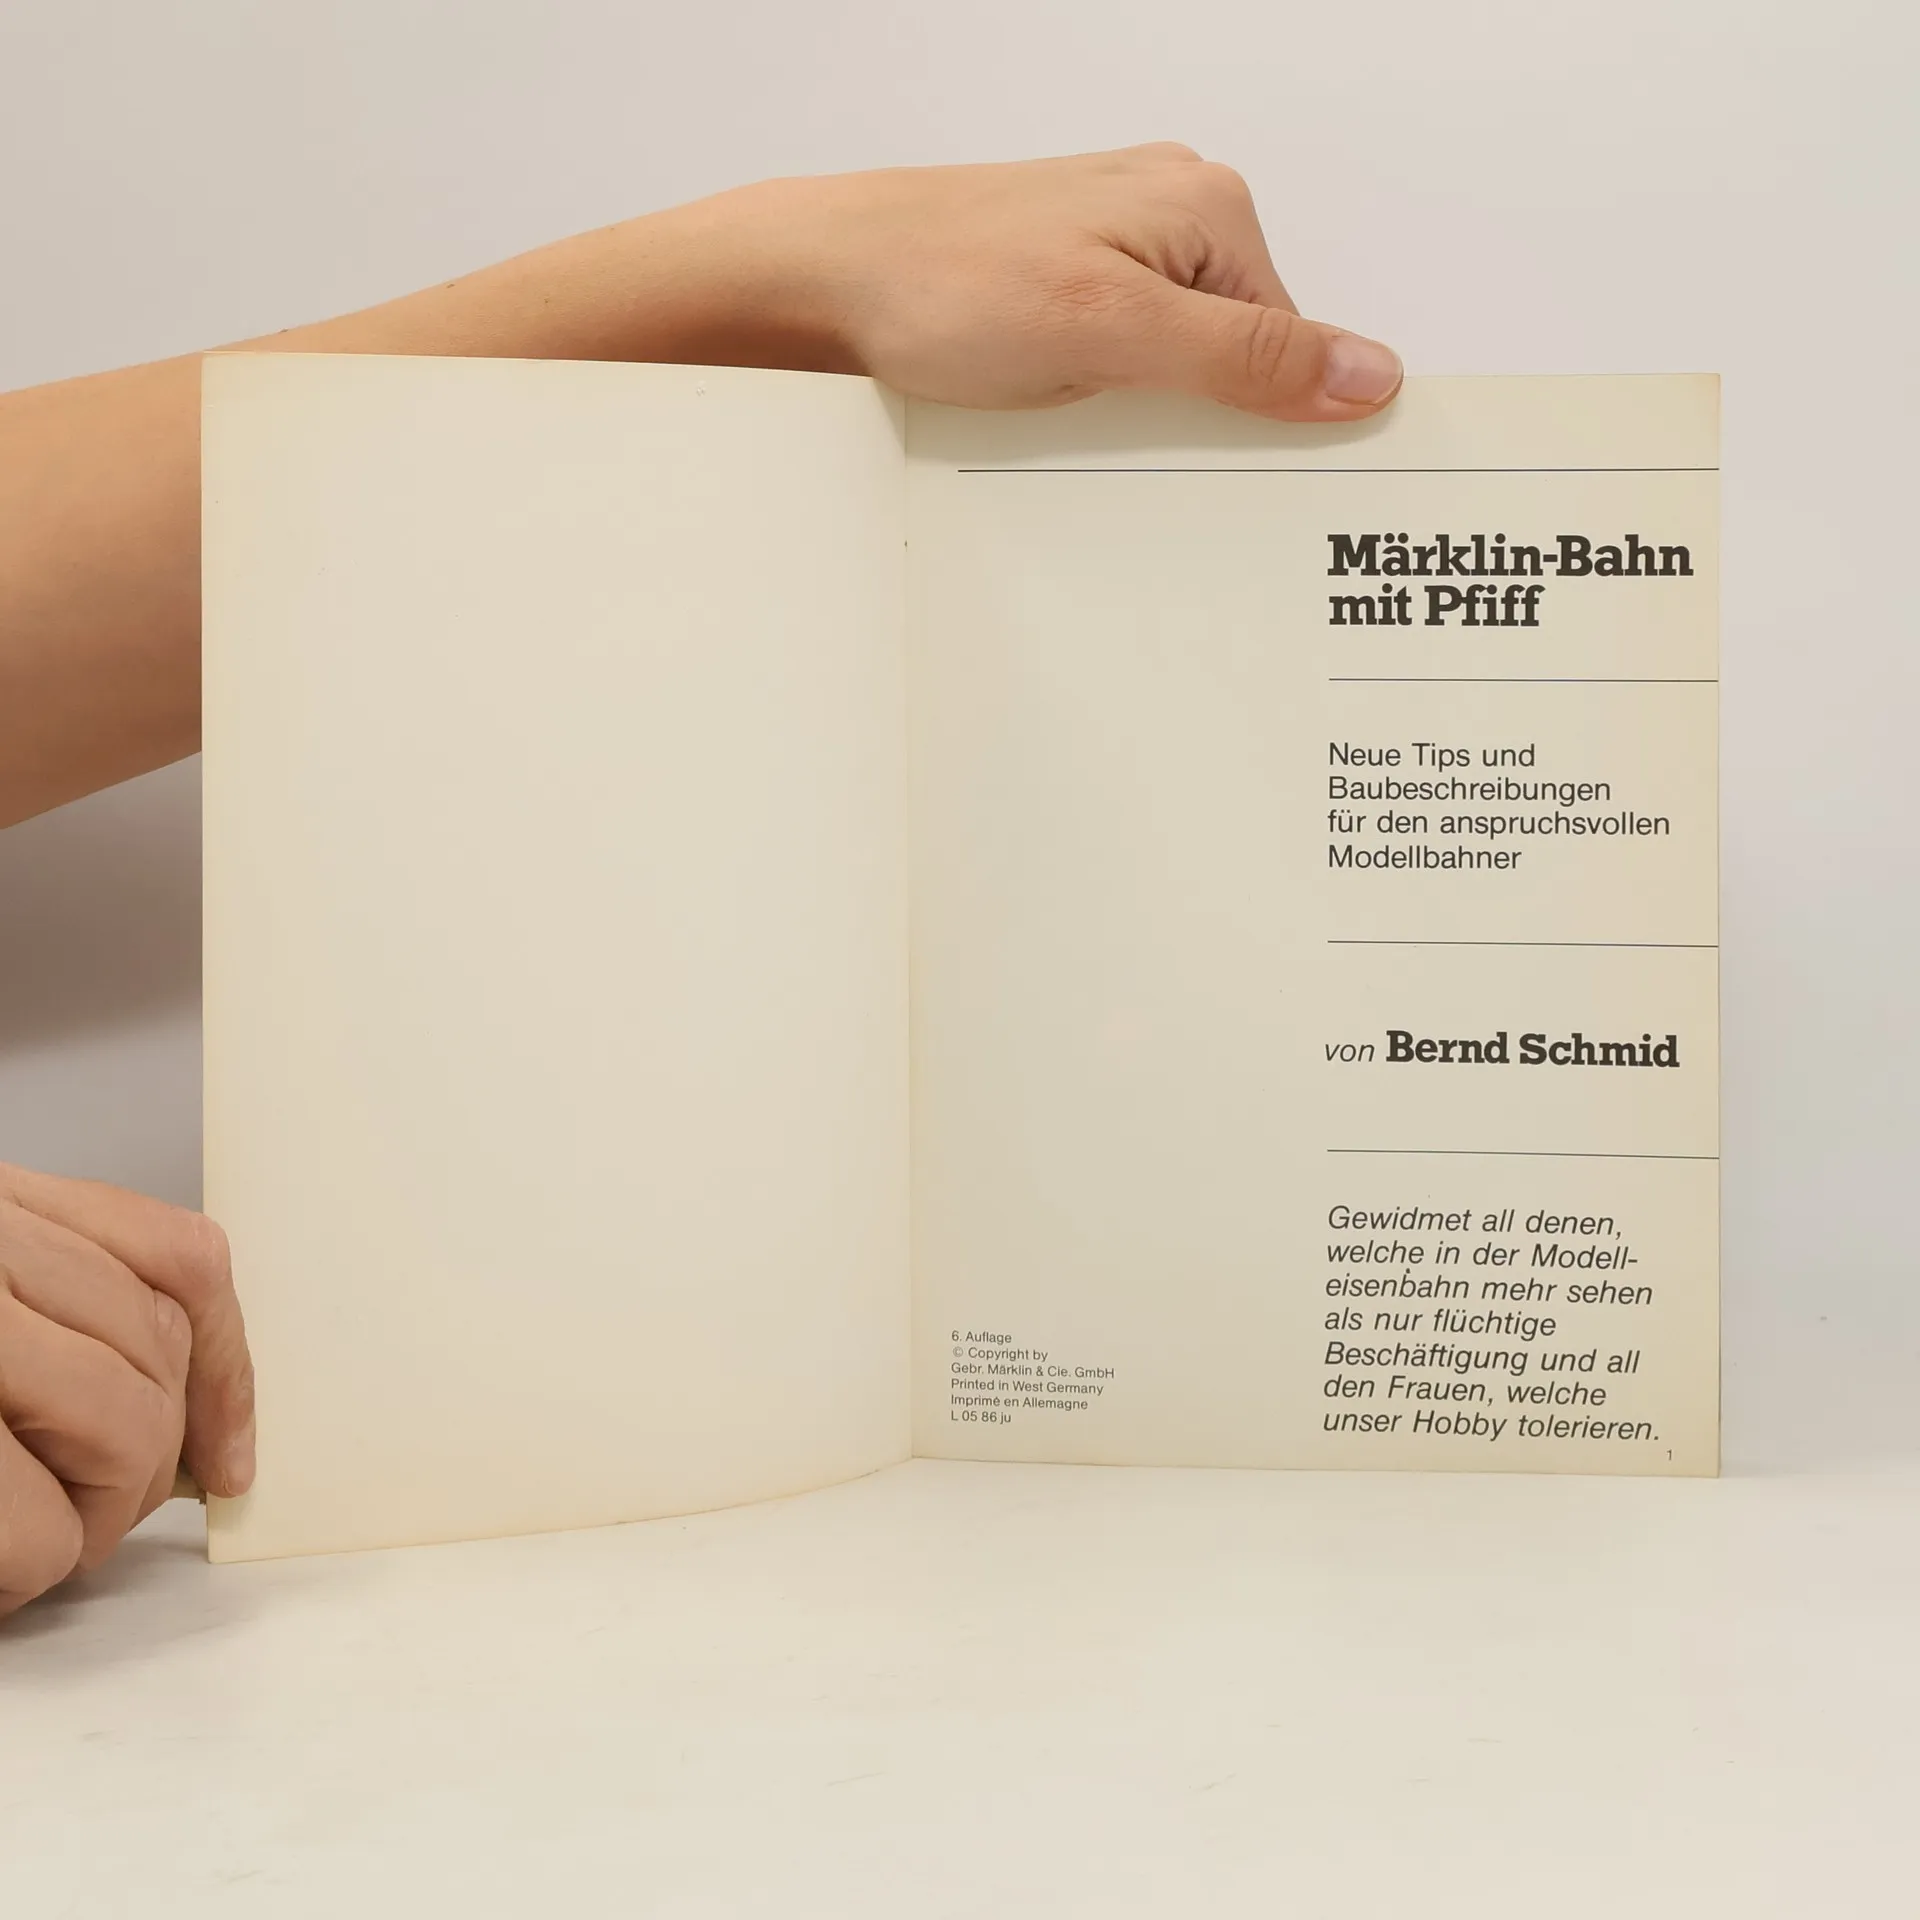 Märklin-Bahn
mit Pfiff
Neue Tips und
Baubeschreibungen
für den anspruchsvollen
Modellbahner
von Bernd Schmid
Gewidmet all denen,
welche in der Modell-
eisenbahn mehr sehen
als nur flüchtige
Beschäftigung und all
den Frauen, welche
unser Hobby tolerieren.
6. Auflage
© Copyright by
Gebr. Märklin & Cie. GmbH
Printed in West Germany
Imprimé en Allemagne
L 05 86 ju
1